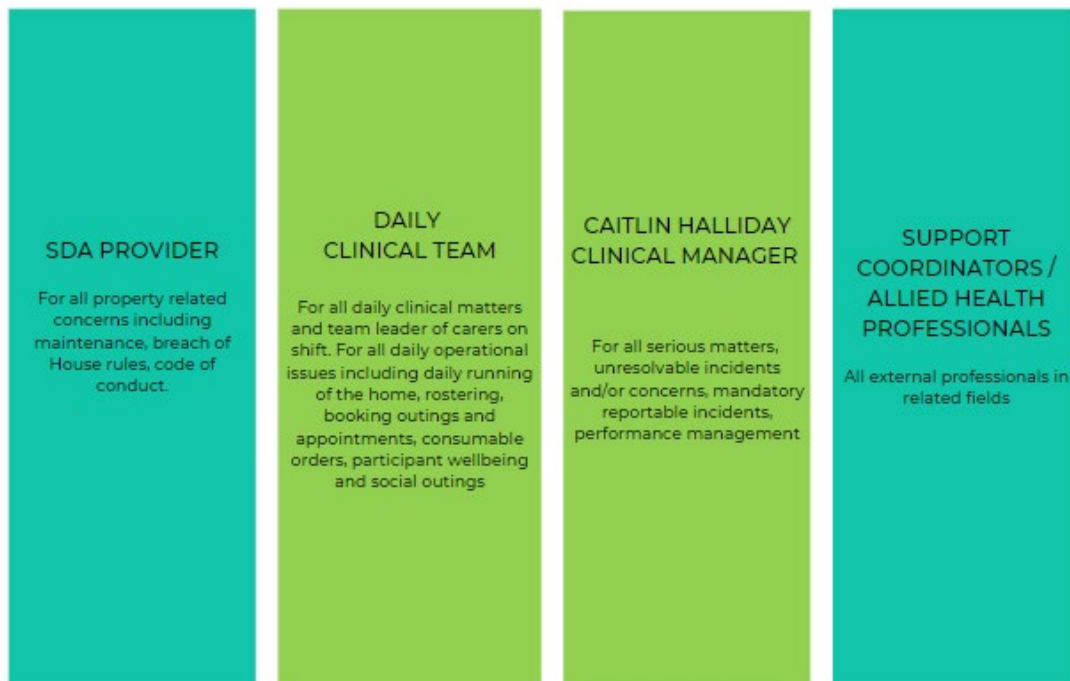 SDA PROVIDER
For all property related
concerns including
maintenance, breach of
House rules, code of
conduct.
DAILY
CLINICAL TEAM
For all daily clinical matters
and team leader of carers on
shift. For all daily operational
issues including daily running
of the home, rostering,
booking outings and
appointments, consumable
orders, participant wellbeing
and social outings
CAITLIN HALLIDAY
CLINICAL MANAGER
For all serious matters,
unresolvable incidents
and/or concerns, mandatory
reportable incidents,
performance management
SUPPORT
COORDINATORS /
ALLIED HEALTH
PROFESSIONALS
All external professionals in
related fields